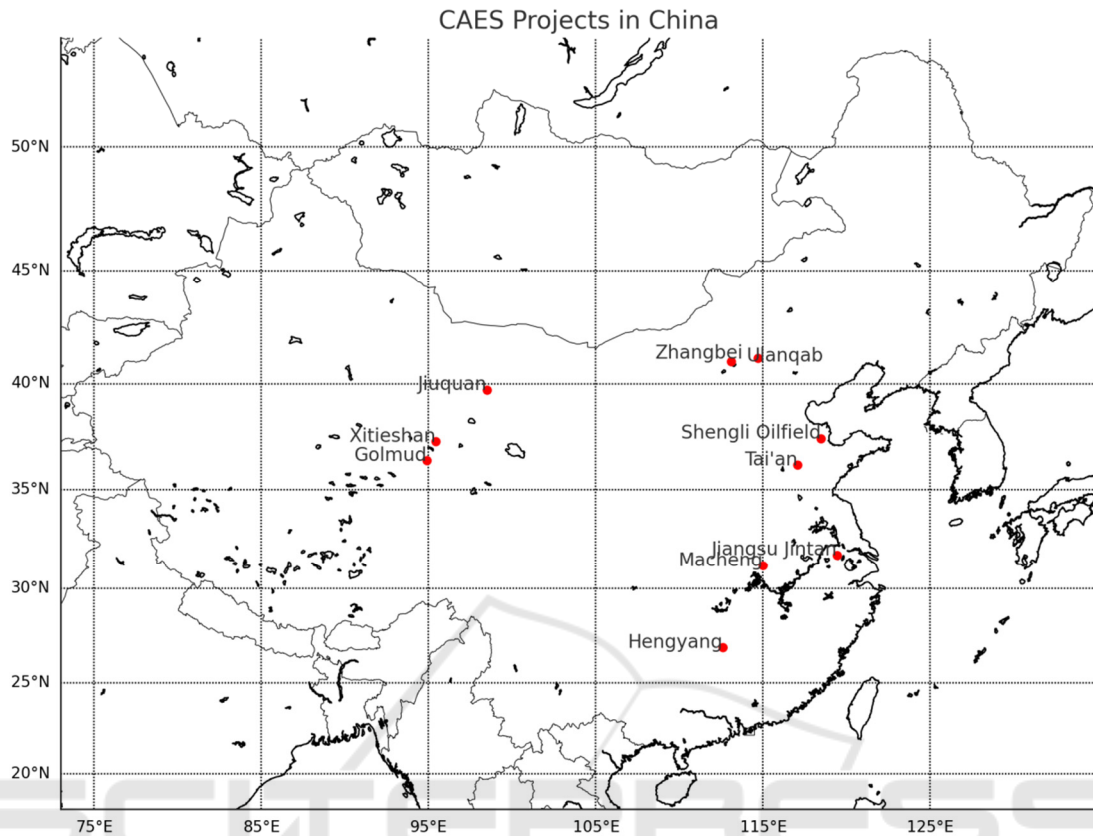 CAES Projects in China
50°N
45°N
Zhangbei Ulanqab
40°N
Jiuquan
Shengli Oilfield
Xitieshan
Golmud
Tai'an
35°N
Jiangsu Jintan
Macheng
30°N
Hengyang
25°N
20°N
75°E 85°E 95°E 105°E 115°E 125°E